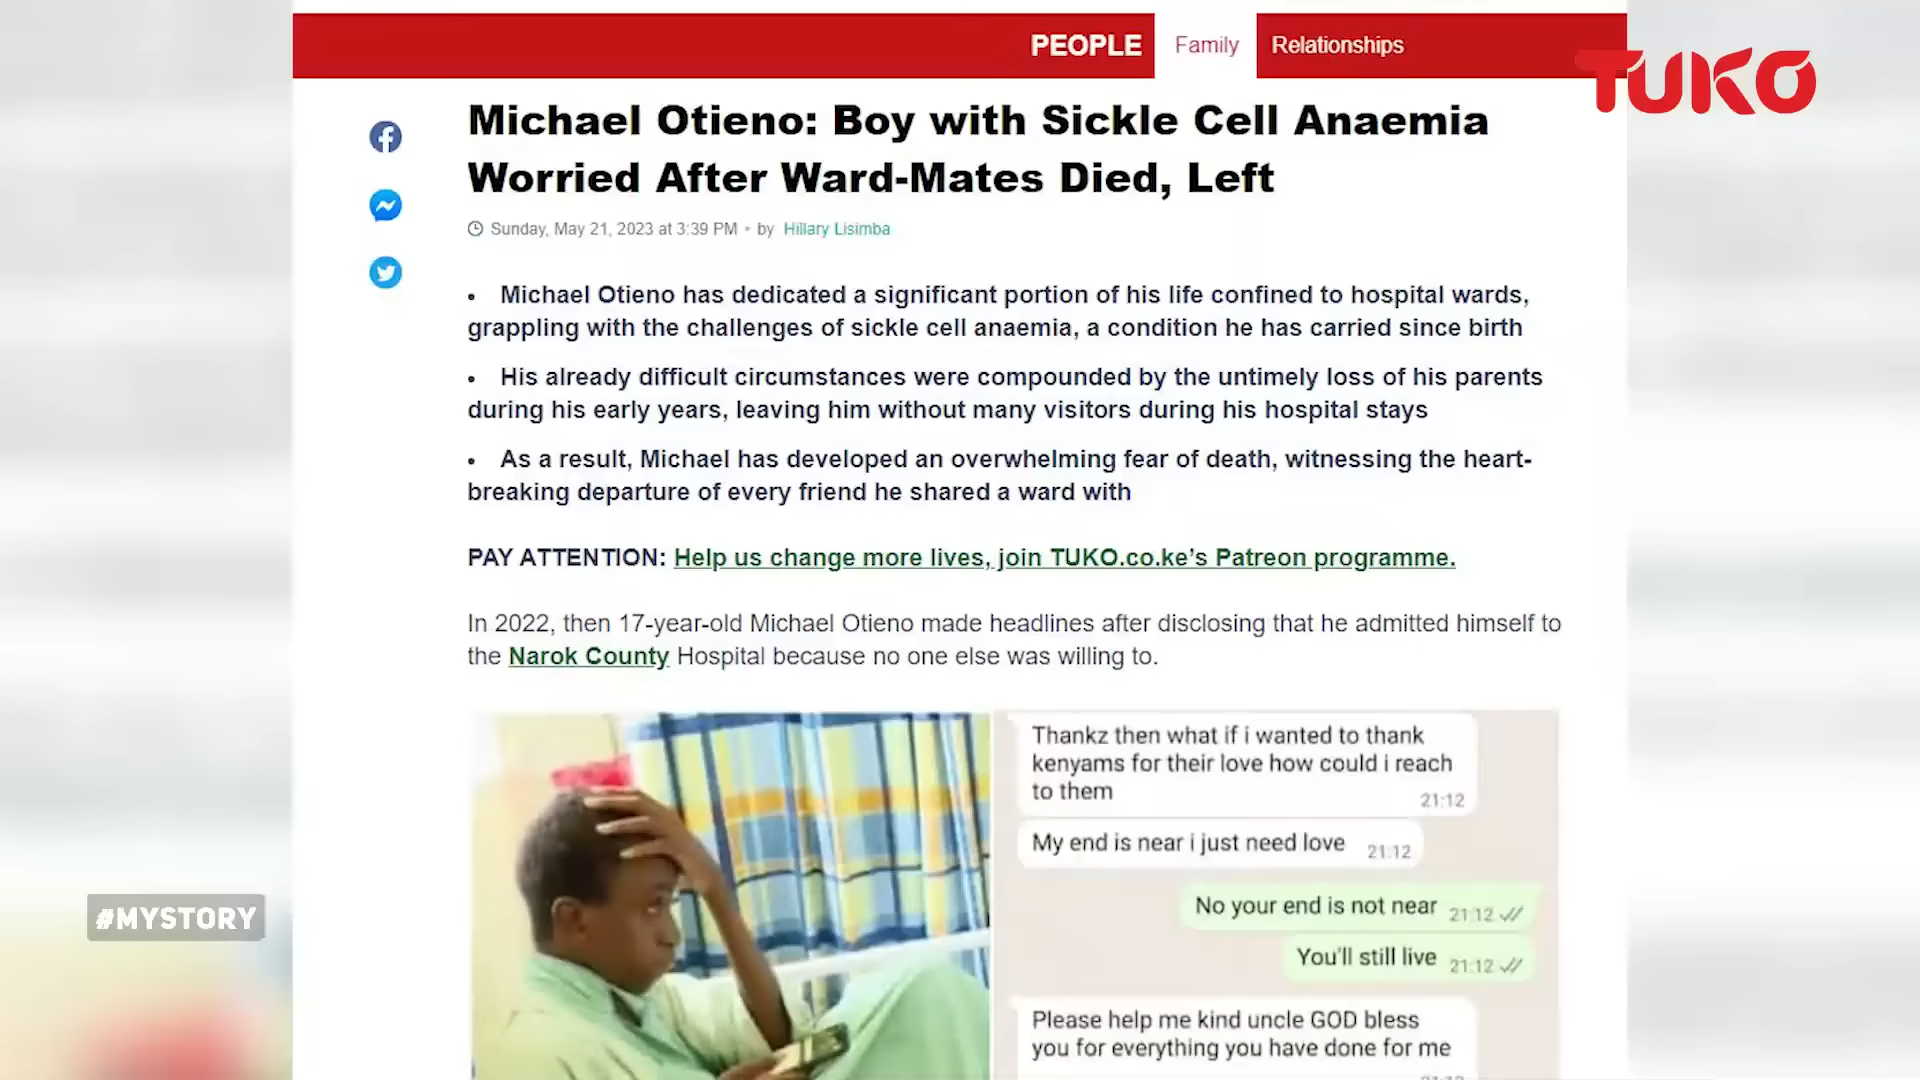 PEOPLE Family Relationships
TUKO
Michael Otieno: Boy with Sickle Cell Anaemia
Worried After Ward-Mates Died, Left
Sunday, May 21, 2023 at 3:39 PM • by Hillary Lisimba
• Michael Otieno has dedicated a significant portion of his life confined to hospital wards,
grappling with the challenges of sickle cell anaemia, a condition he has carried since birth
• His already difficult circumstances were compounded by the untimely loss of his parents
during his early years, leaving him without many visitors during his hospital stays
• As a result, Michael has developed an overwhelming fear of death, witnessing the heart-
breaking departure of every friend he shared a ward with
PAY ATTENTION: Help us change more lives, join TUKO.co.ke's Patreon programme.
In 2022, then 17-year-old Michael Otieno made headlines after disclosing that he admitted himself to
the Narok County Hospital because no one else was willing to.
Thankz then what if i wanted to thank
kenyams for their love how could i reach
to them
21:12
My end is near i just need love 21:12
No your end is not near 21:12
You'll still live 21:12
Please help me kind uncle GOD bless
you for everything you have done for me
#MYSTORY